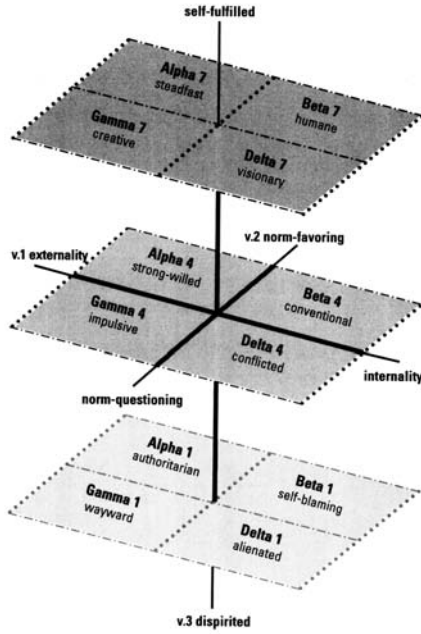 self-fulfilled
Alpha 7
steadfast
Beta 7
humane
Gamma 7
creative
Delta 7
visionary
v.2 norm-favoring
v.1 externality
Alpha 4
strong-willed
Beta 4
conventional
Gamma 4
impulsive
Delta 4
conflicted
internality
norm-questioning
Alpha 1
authoritarian
Beta 1
self-blaming
Gamma 1
wayward
Delta 1
alienated
v.3 dispirited